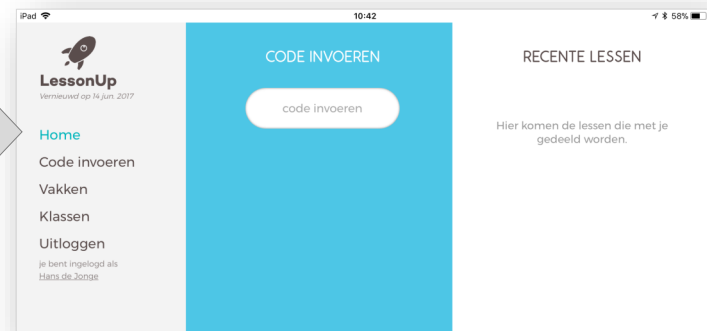 iPad
10:42
58%
LessonUp
Vernieuwd op 14 jun. 2017
Home
Code invoeren
Vakken
Klassen
Uitloggen
je bent ingelogd als
Hans de Jonge
CODE INVOEREN
code invoeren
RECENTE LESSEN
Hier komen de lessen die met je
gedeeld worden.